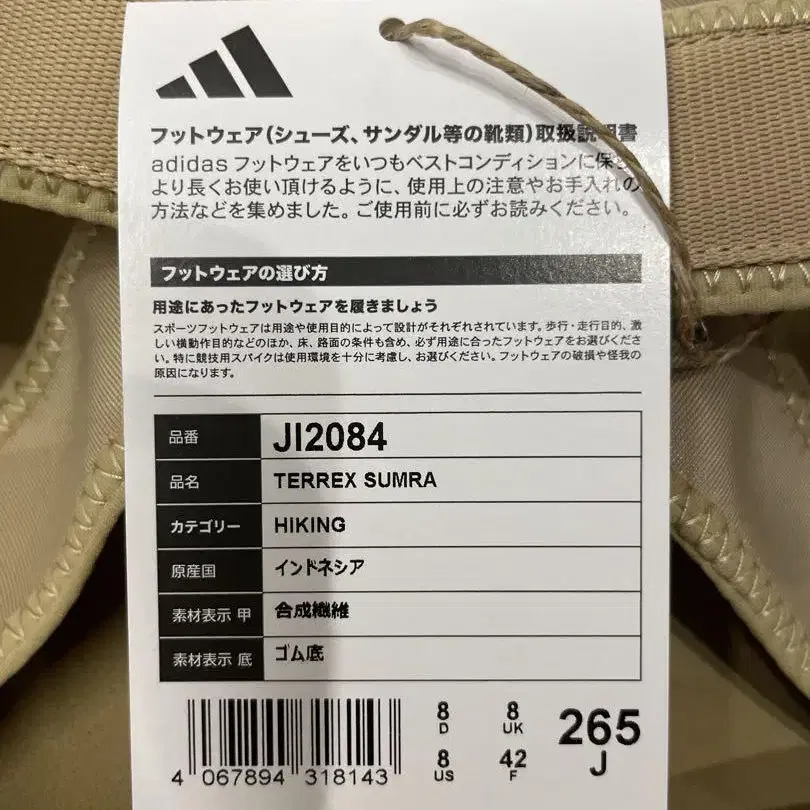 フットウェア(シューズ、サンダル等の靴類)取扱説明書
adidas フットウェアをいつもベストコンディションに保
より長くお使い頂けるように、使用上の注意やお手入れの
方法などを集めました。ご使用前に必ずお読みください。
フットウェアの選び方
用途にあったフットウェアを履きましょう
スポーツフットウェアは用途や使用目的によって設計がそれぞれされています。歩行・走行目的、激
しい横動作目的などのほか、床、路面の条件も含め、必ず用途に合ったフットウェアをお選びくださ
い。特に競技用スパイクは使用環境を十分に考慮し、お選びください。フットウェアの破損や怪我の
原因になります。
品番 JI2084
品名 TERREX SUMRA
カテゴリー HIKING
原産国 インドネシア
素材表示 甲 合成繊維
素材表示 底 ゴム底
8 D 8 UK 265 J
8 US 42 F
4 067894 318143